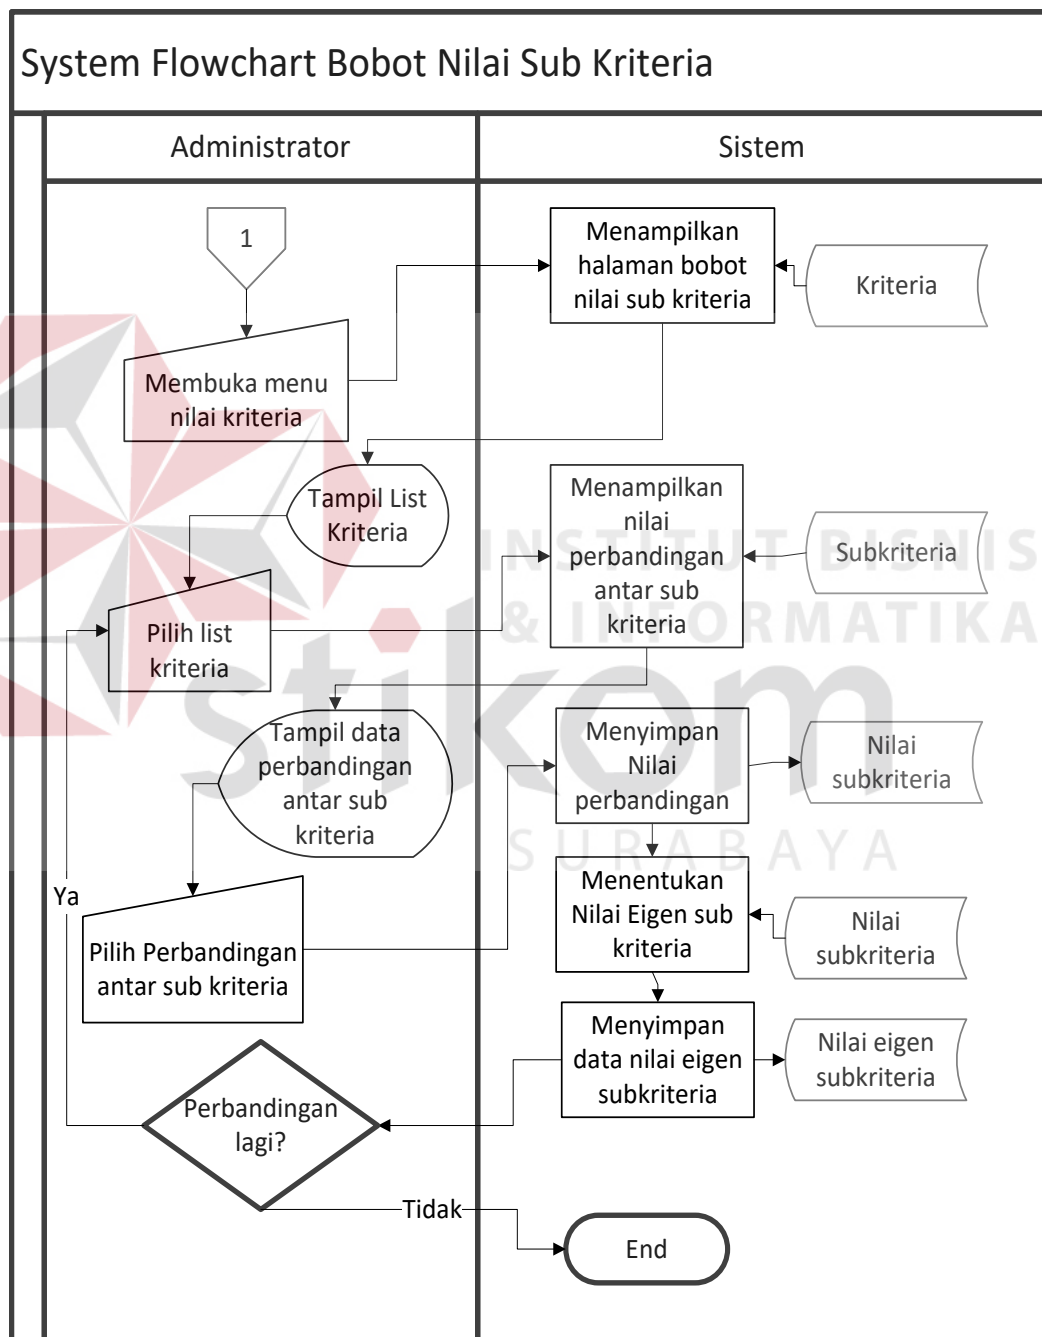 System Flowchart Bobot Nilai Sub Kriteria
Administrator
Sistem
1
Menampilkan
halaman bobot
nilai sub kriteria
Kriteria
Membuka menu
nilai kriteria
Tampil List
Kriteria
Menampilkan
nilai
perbandingan
antar sub
kriteria
Subkriteria
Pilih list
kriteria
Tampil data
perbandingan
antar sub
kriteria
Menyimpan
Nilai
perbandingan
Nilai
subkriteria
Ya
Pilih Perbandingan
antar sub kriteria
Menentukan
Nilai Eigen sub
kriteria
Nilai
subkriteria
Menyimpan
data nilai eigen
subkriteria
Nilai eigen
subkriteria
Perbandingan
lagi?
Tidak
End
INSTITUT BISNIS
& INFORMATIKA
stikom
SURABAYA